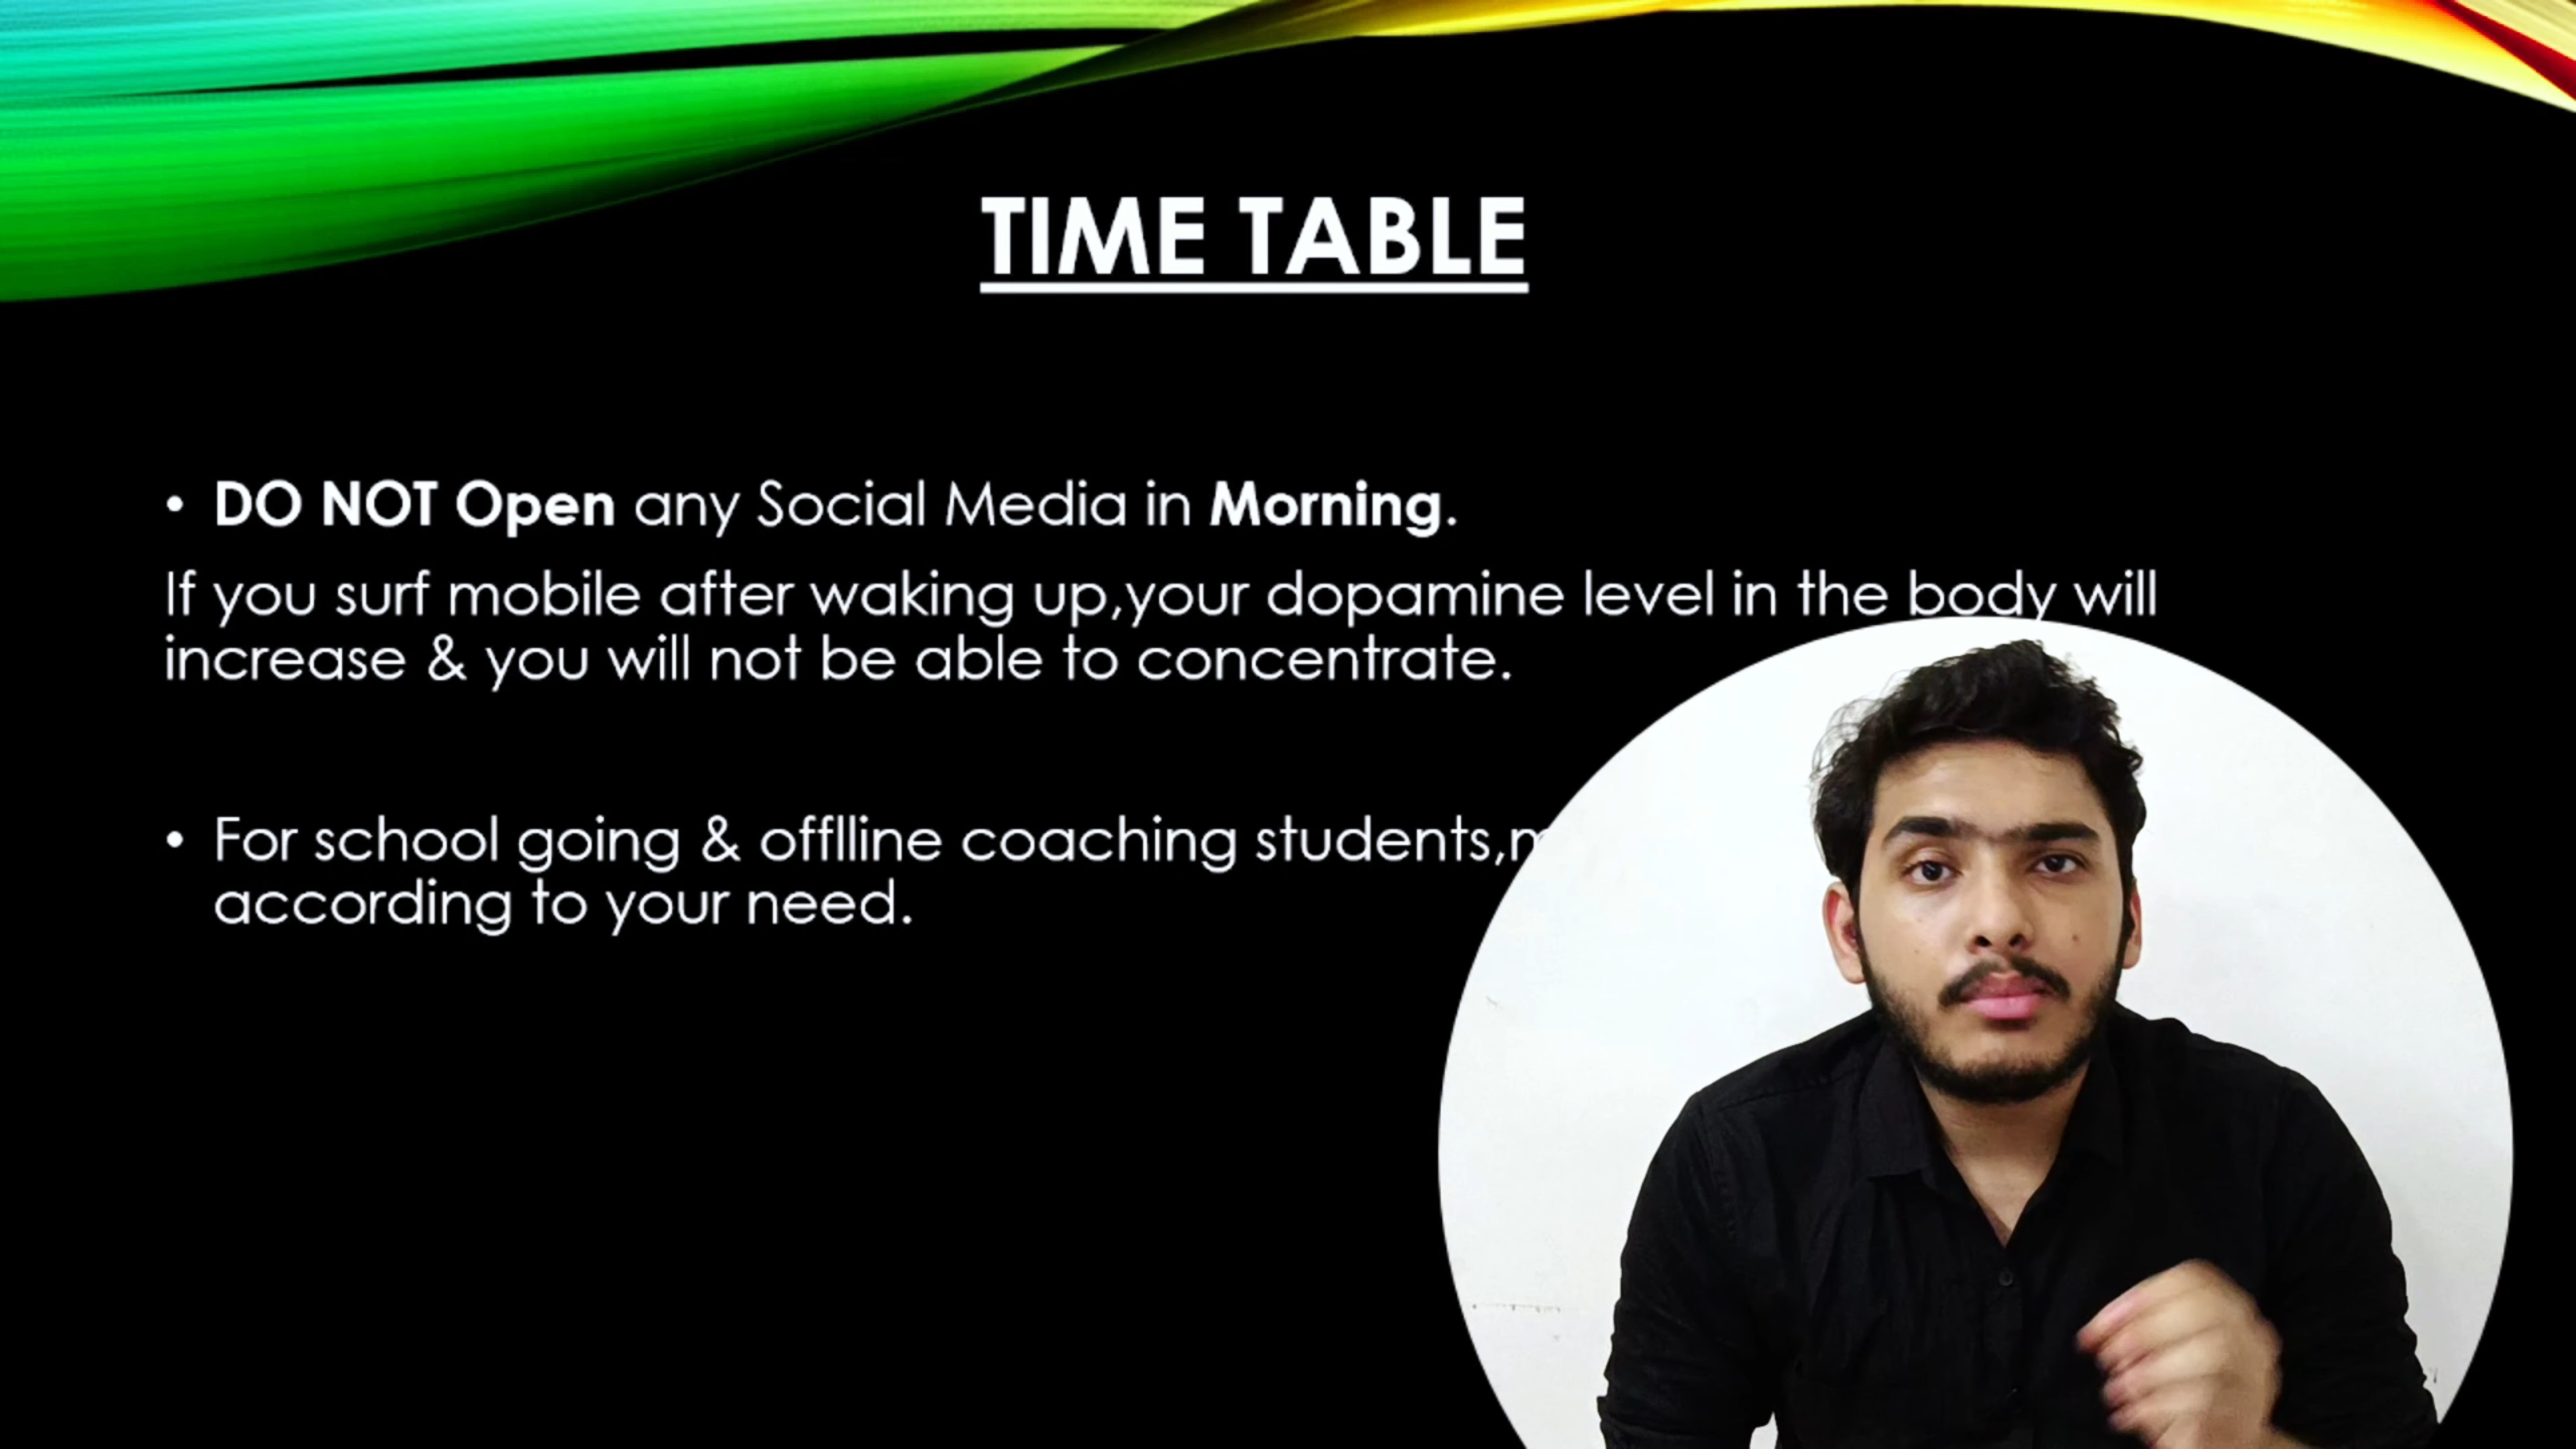 TIME TABLE
• DO NOT Open any Social Media in Morning.
If you surf mobile after waking up,your dopamine level in the body will
increase & you will not be able to concentrate.
• For school going & offlline coaching students,
according to your need.